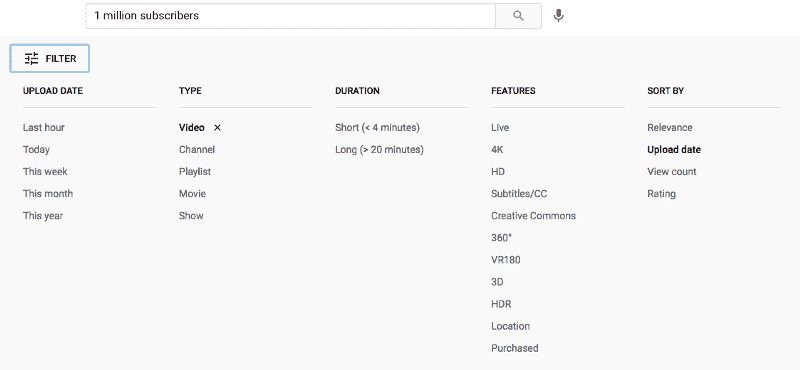 1 million subscribers
FILTER
UPLOAD DATE
Last hour
Today
This week
This month
This year
TYPE
Video ×
Channel
Playlist
Movie
Show
DURATION
Short (< 4 minutes)
Long (> 20 minutes)
FEATURES
Live
4K
HD
Subtitles/CC
Creative Commons
360°
VR180
3D
HDR
Location
Purchased
SORT BY
Relevance
Upload date
View count
Rating